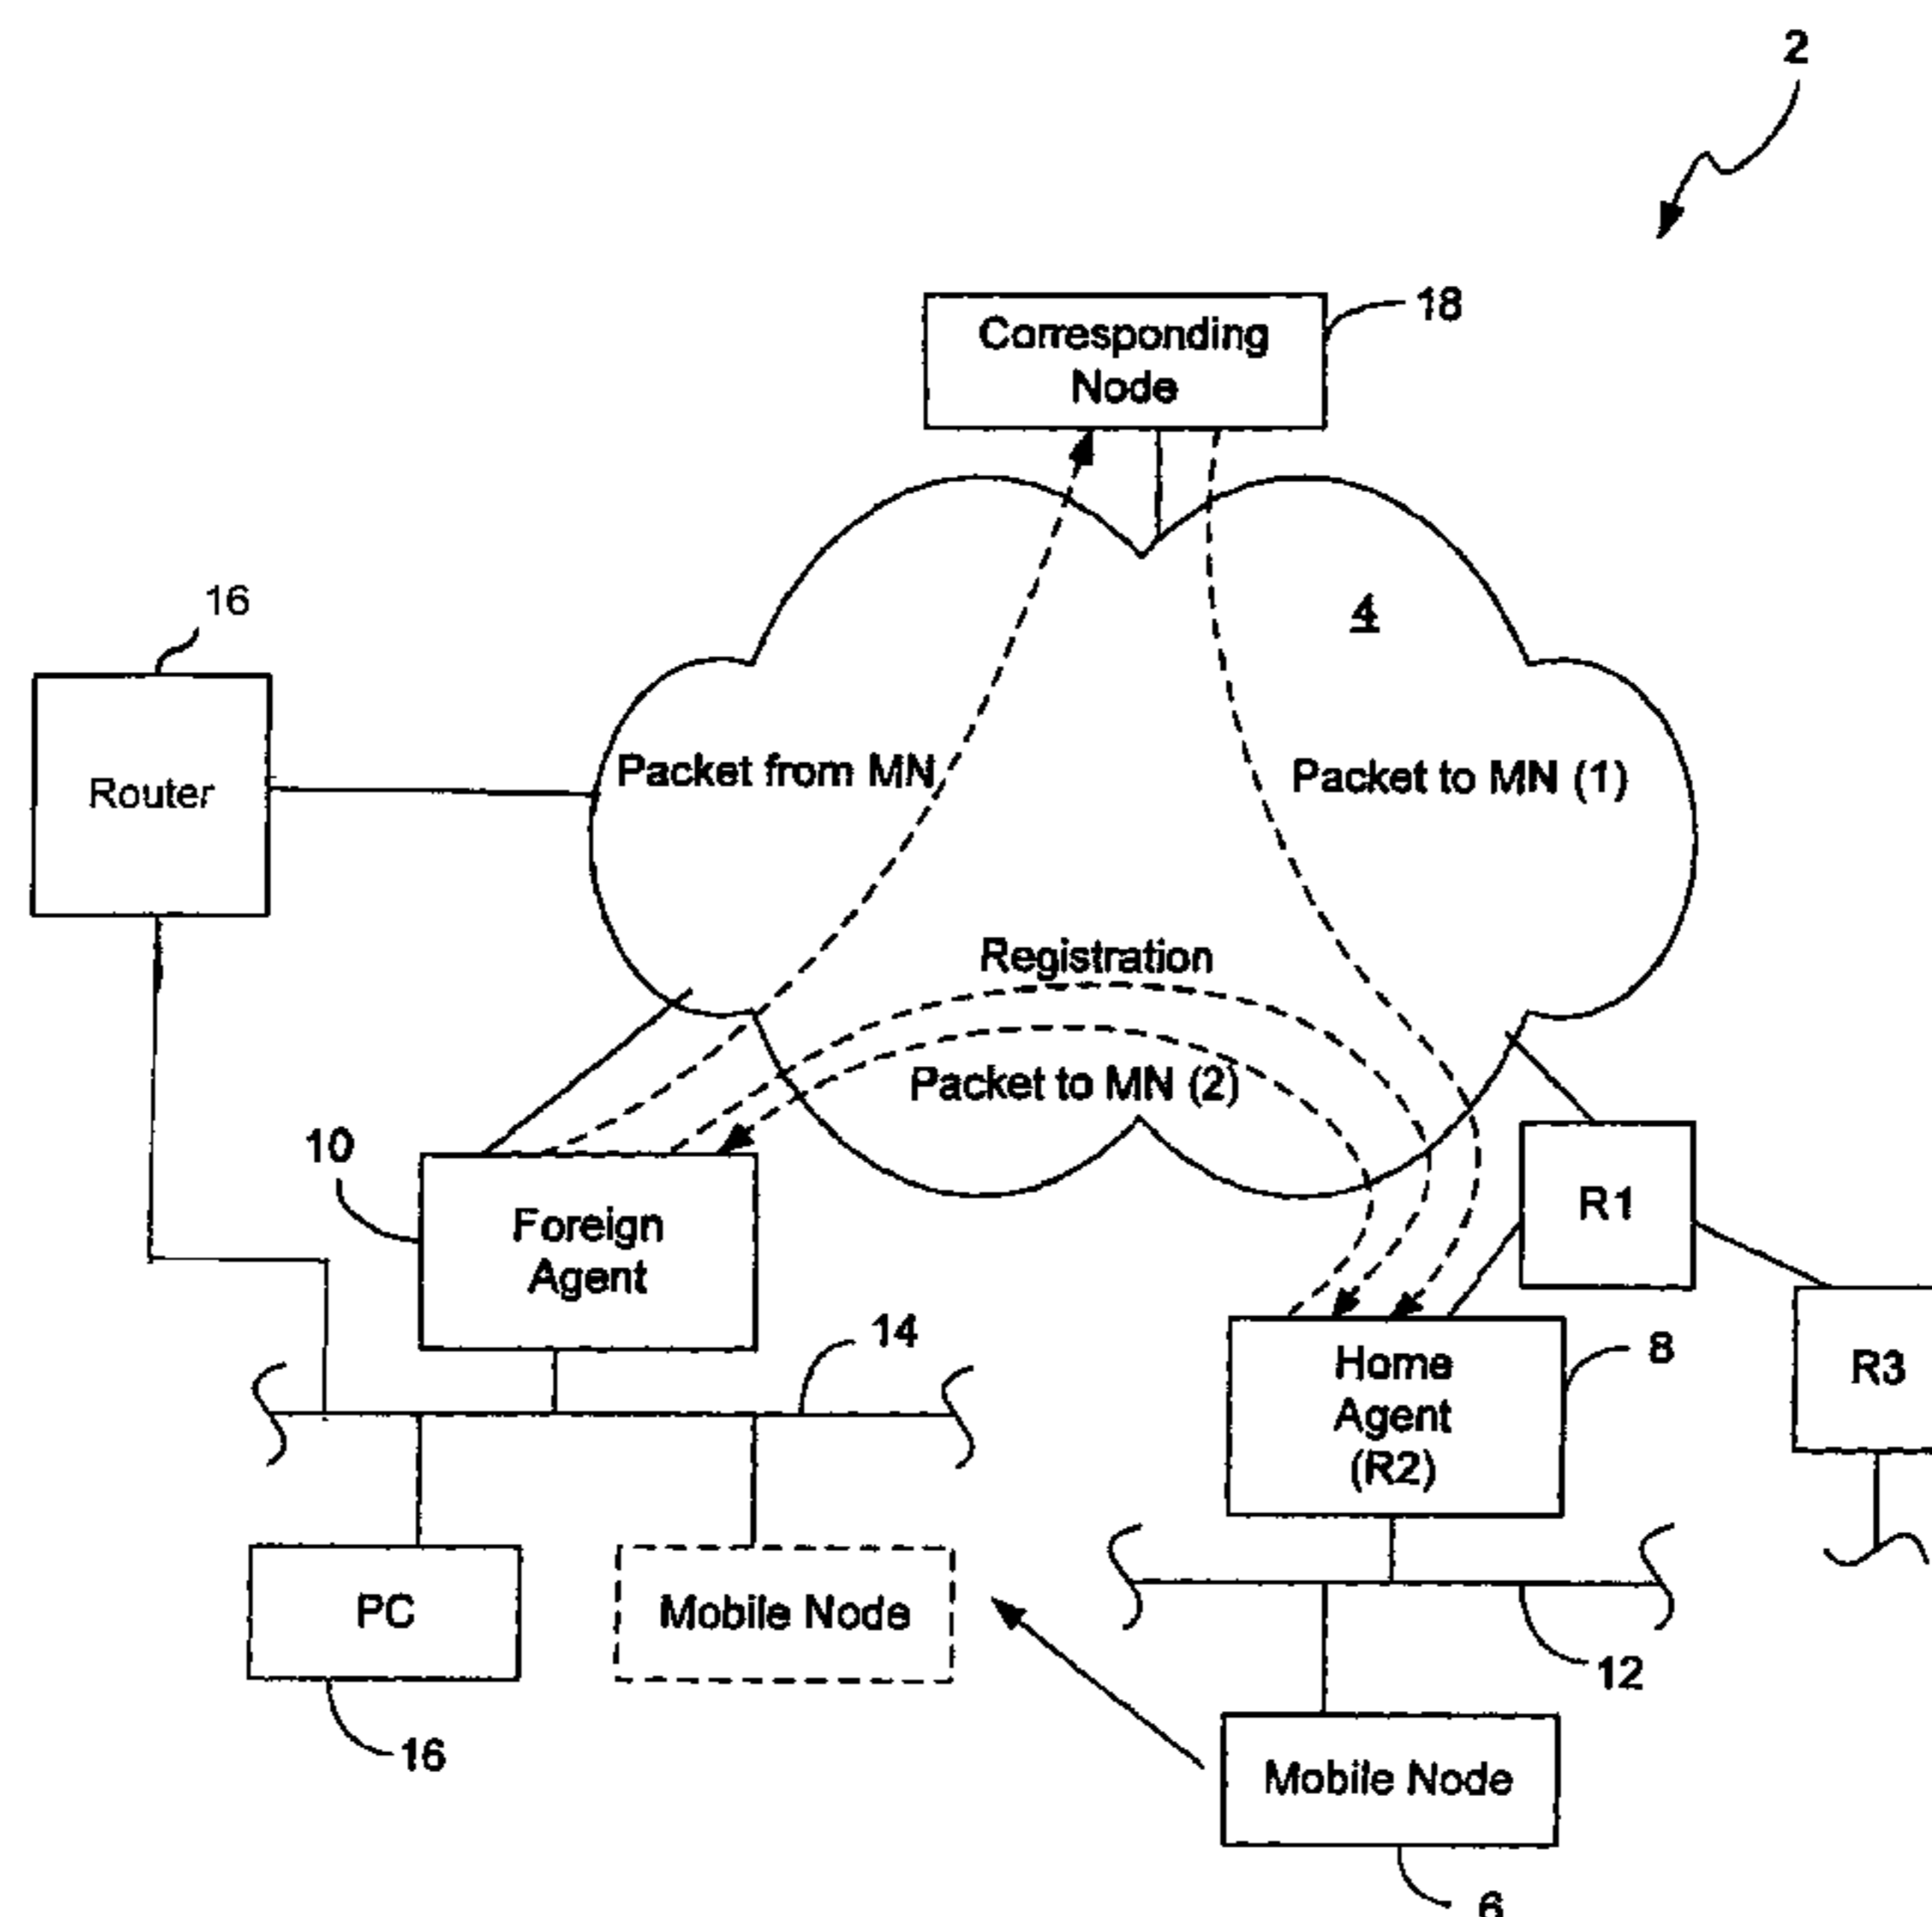 2
Corresponding
Node
18
16
4
Router
Packet from MN
Packet to MN (1)
Registration
Packet to MN (2)
10
Foreign
Agent
R1
14
Home
Agent
(R2)
8
R3
PC
Mobile Node
12
16
Mobile Node
6